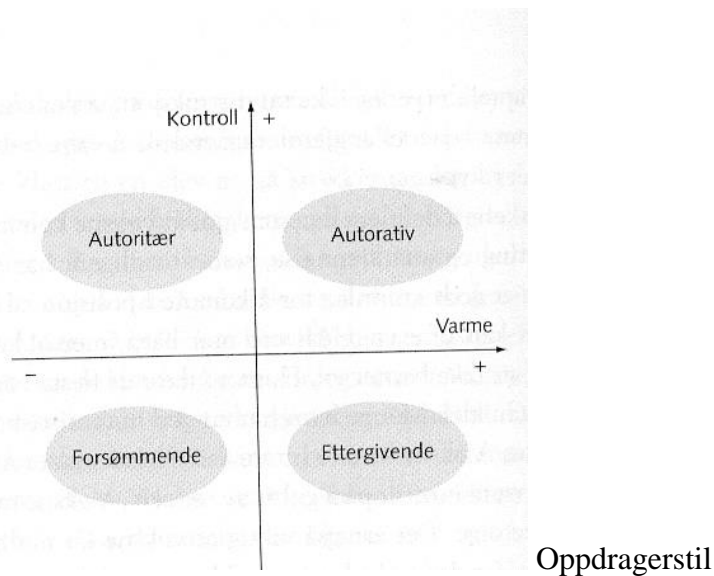 Kontroll +
Autoritær Autorativ
Varme
– +
Forsømmende Ettergivende
Oppdragerstil